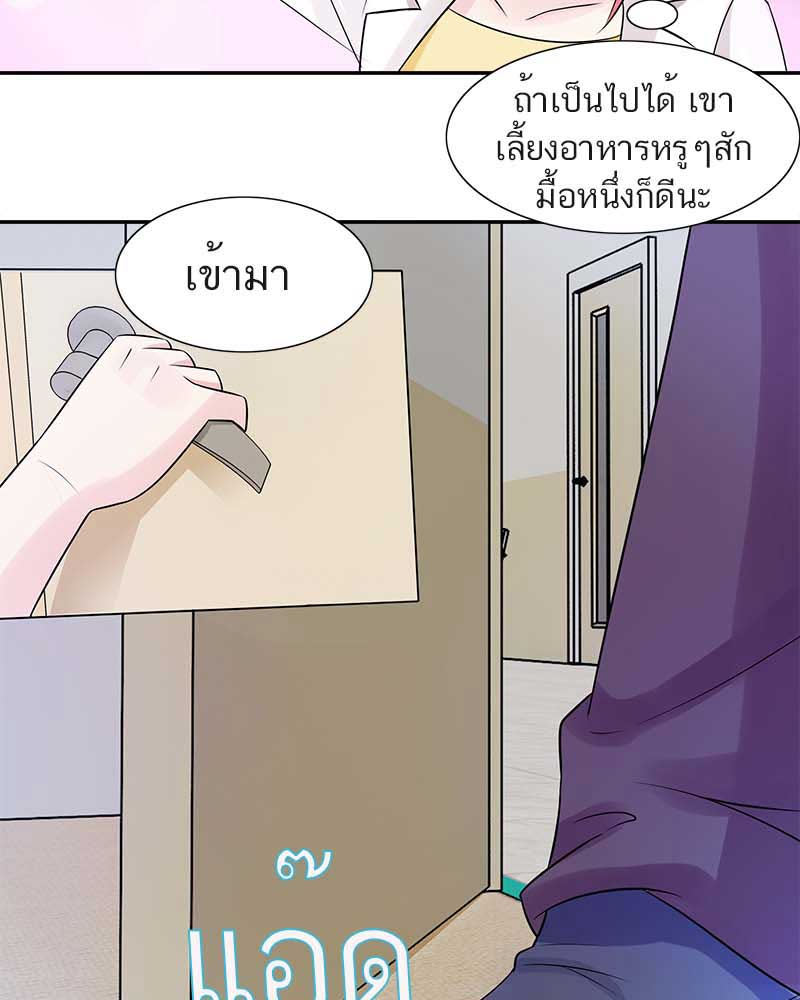 ถ้าเป็นไปได้ เขา
เลี้ยงอาหารหรูๆสัก
มื้อหนึ่งก็ดีนะ
เข้ามา
แอ๊ด